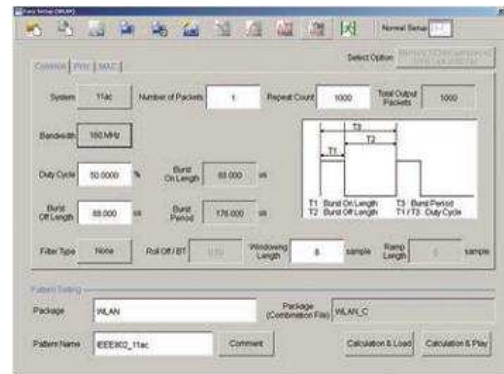 Easy Setup (WLAN)
Normal Setup
Select Option
Common PHY MAC
System 11ac Number of Packets 1 Repeat Count 1000 Total Output Packets 1000
Bandwidth 160 MHz
Duty Cycle 50.0000 % Burst On Length 88.000 us
Burst Off Length 88.000 us Burst Period 176.000 us
T3
T2
T1
T1 Burst On Length T3 Burst Period
T2 Burst Off Length T1 / T3 Duty Cycle
Filter Type None Roll Off / BT Windowing Length 8 sample Ramp Length sample
Pattern Setting
Package WLAN Package (Combination File) WLAN_C
Pattern Name IEEE802_11ac Comment Calculation & Load Calculation & Play